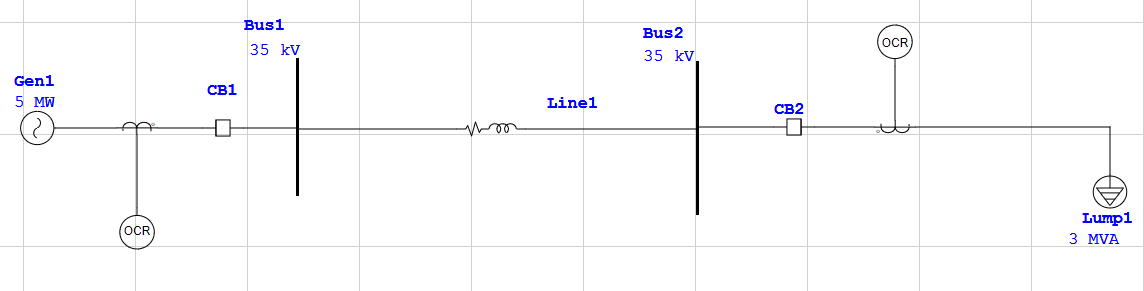 Bus1
35 kV
Bus2
35 kV
OCR
Gen1
5 MW
CB1
Line1
CB2
OCR
Lump1
3 MVA